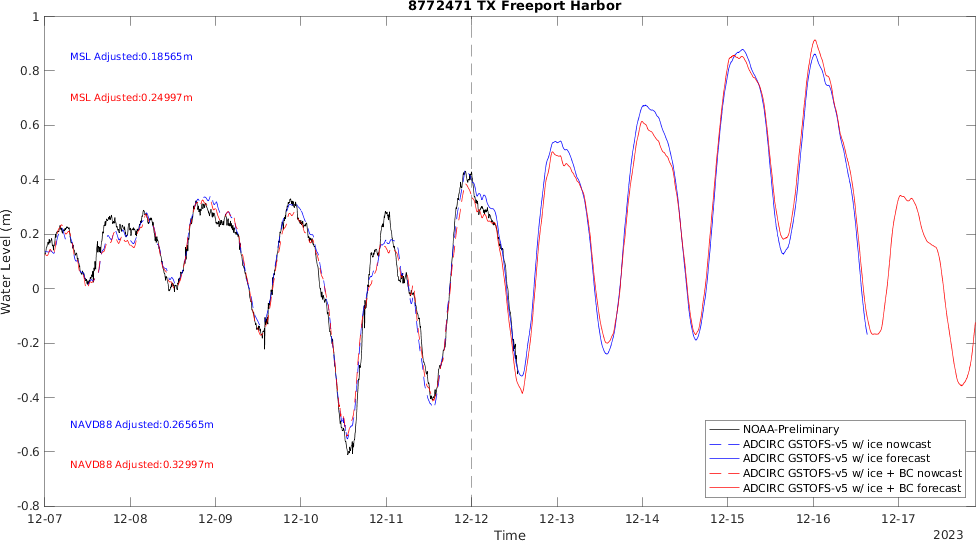 8772471 TX Freeport Harbor
1
0.8
0.6
0.4
0.2
0
-0.2
-0.4
-0.6
-0.8
Water Level (m)
MSL Adjusted:0.18565m
MSL Adjusted:0.24997m
NAVD88 Adjusted:0.26565m
NAVD88 Adjusted:0.32997m
NOAA-Preliminary
ADCIRC GSTOFS-v5 w/ ice nowcast
ADCIRC GSTOFS-v5 w/ ice forecast
ADCIRC GSTOFS-v5 w/ ice + BC nowcast
ADCIRC GSTOFS-v5 w/ ice + BC forecast
12-07 12-08 12-09 12-10 12-11 12-12 12-13 12-14 12-15 12-16 12-17
Time
2023